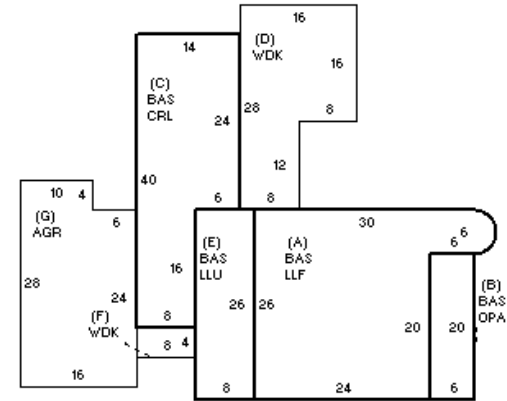 16
(D)
WDK
16
14
(C)
BAS
CRL
28
8
24
12
40
10
4
6
8
6
30
(G)
AGR
6
6
(E)
BAS
LLU
(A)
BAS
LLF
16
28
24
26
26
(B)
BAS
OPA
(F)
WDK
8
20
20
8
4
16
8
24
6